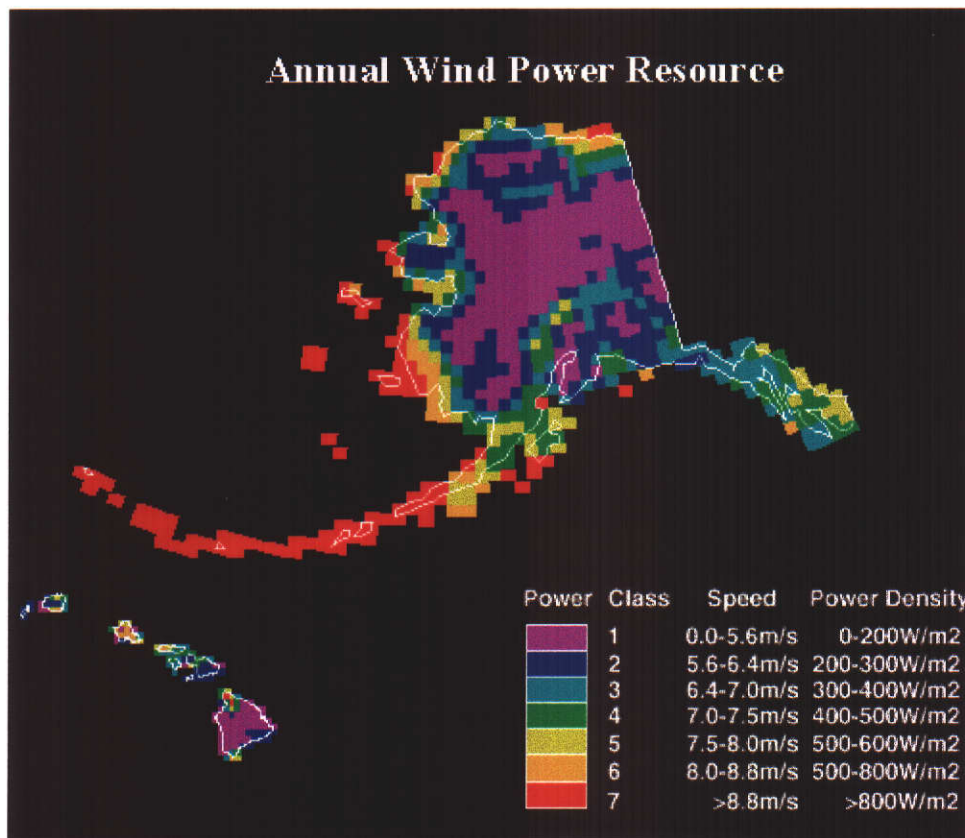 Annual Wind Power Resource
Power Class Speed Power Density
1 0.0-5.6m/s 0-200W/m2
2 5.6-6.4m/s 200-300W/m2
3 6.4-7.0m/s 300-400W/m2
4 7.0-7.5m/s 400-500W/m2
5 7.5-8.0m/s 500-600W/m2
6 8.0-8.8m/s 500-800W/m2
7 >8.8m/s >800W/m2